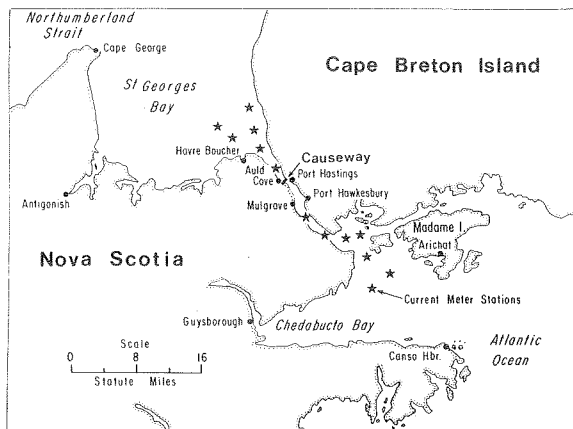 Northumberland
Strait
Cape George
St Georges
Bay
Cape Breton Island
Havre Boucher
Causeway
Auld
Cove
Port Hastings
Port Hawkesbury
Antigonish
Mulgrave
Madame I.
Arichat
Nova Scotia
Current Meter Stations
Guysborough
Chedabucto Bay
Atlantic
Ocean
Canso Hbr.
Scale
0 8 16
Statute Miles